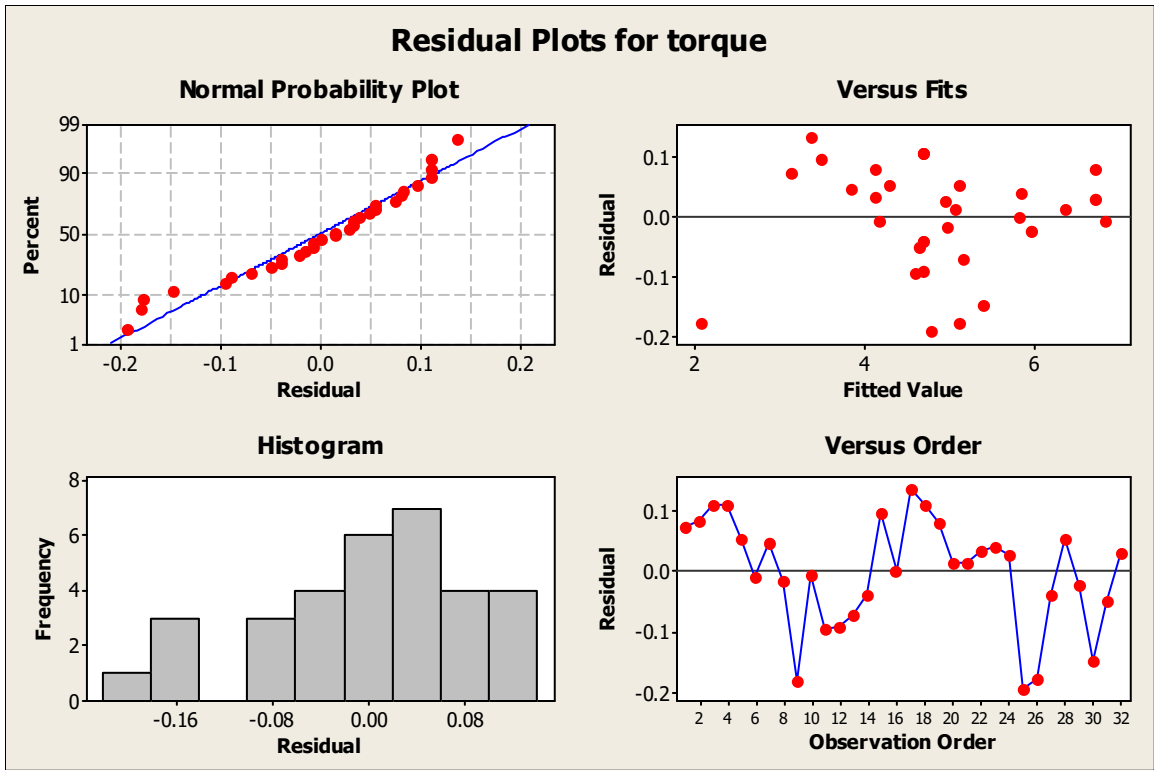 Residual Plots for torque
Normal Probability Plot
99
90
50
10
1
Percent
-0.2 -0.1 0.0 0.1 0.2
Residual
Versus Fits
0.1
0.0
-0.1
-0.2
Residual
2 4 6
Fitted Value
Histogram
8
6
4
2
0
Frequency
-0.16 -0.08 0.00 0.08
Residual
Versus Order
0.1
0.0
-0.1
-0.2
Residual
2 4 6 8 10 12 14 16 18 20 22 24 26 28 30 32
Observation Order